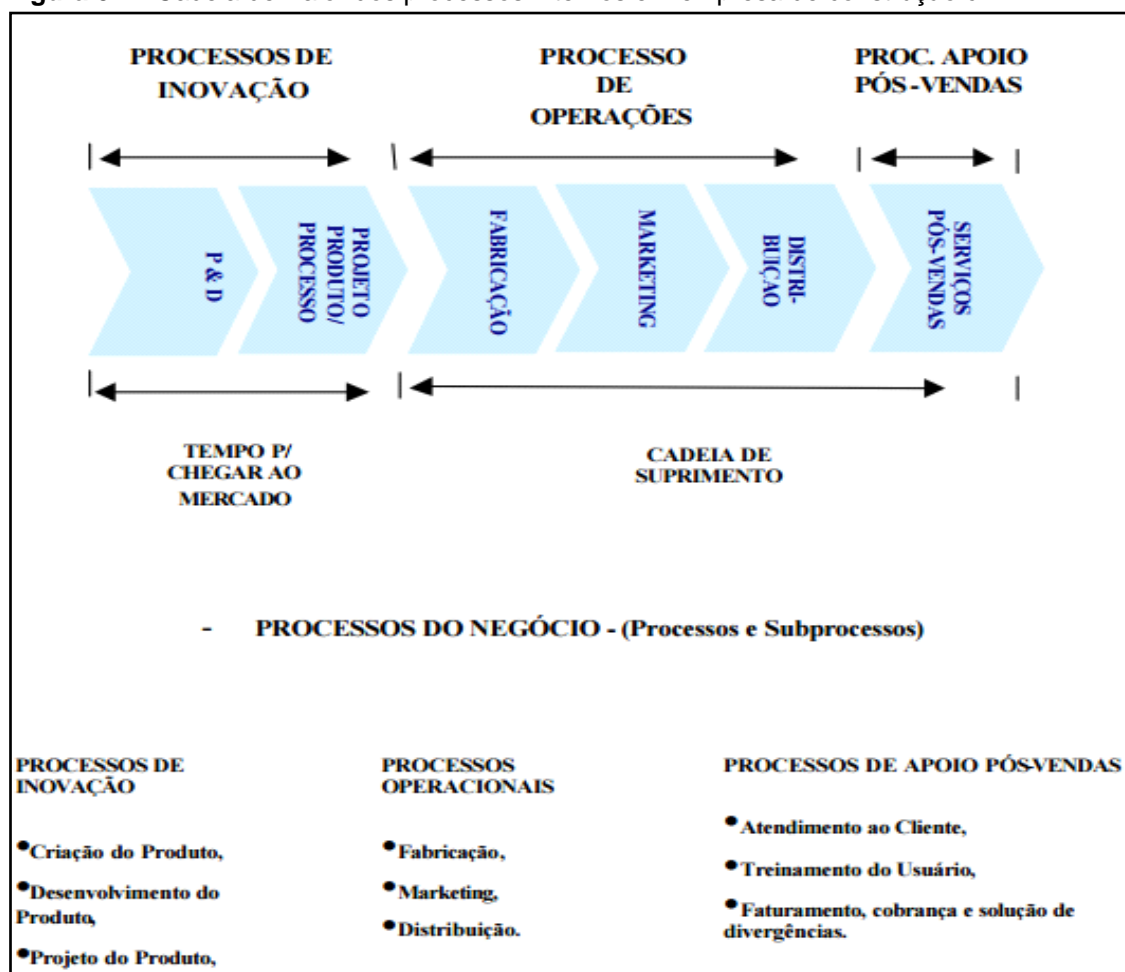 PROCESSOS DE
INOVAÇÃO
PROCESSO
DE
OPERAÇÕES
PROC. APOIO
PÓS -VENDAS
P & D
PROJETO
PRODUTO/
PROCESSO
FABRICAÇÃO
MARKETING
DISTRI-
BUIÇAO
SERVIÇOS
PÓS-VENDAS
TEMPO P/
CHEGAR AO
MERCADO
CADEIA DE
SUPRIMENTO
- PROCESSOS DO NEGÓCIO - (Processos e Subprocessos)
PROCESSOS DE
INOVAÇÃO
•Criação do Produto,
•Desenvolvimento do
Produto,
•Projeto do Produto,
PROCESSOS
OPERACIONAIS
•Fabricação,
•Marketing,
•Distribuição.
PROCESSOS DE APOIO PÓS-VENDAS
•Atendimento ao Cliente,
•Treinamento do Usuário,
•Faturamento, cobrança e solução de
divergências.